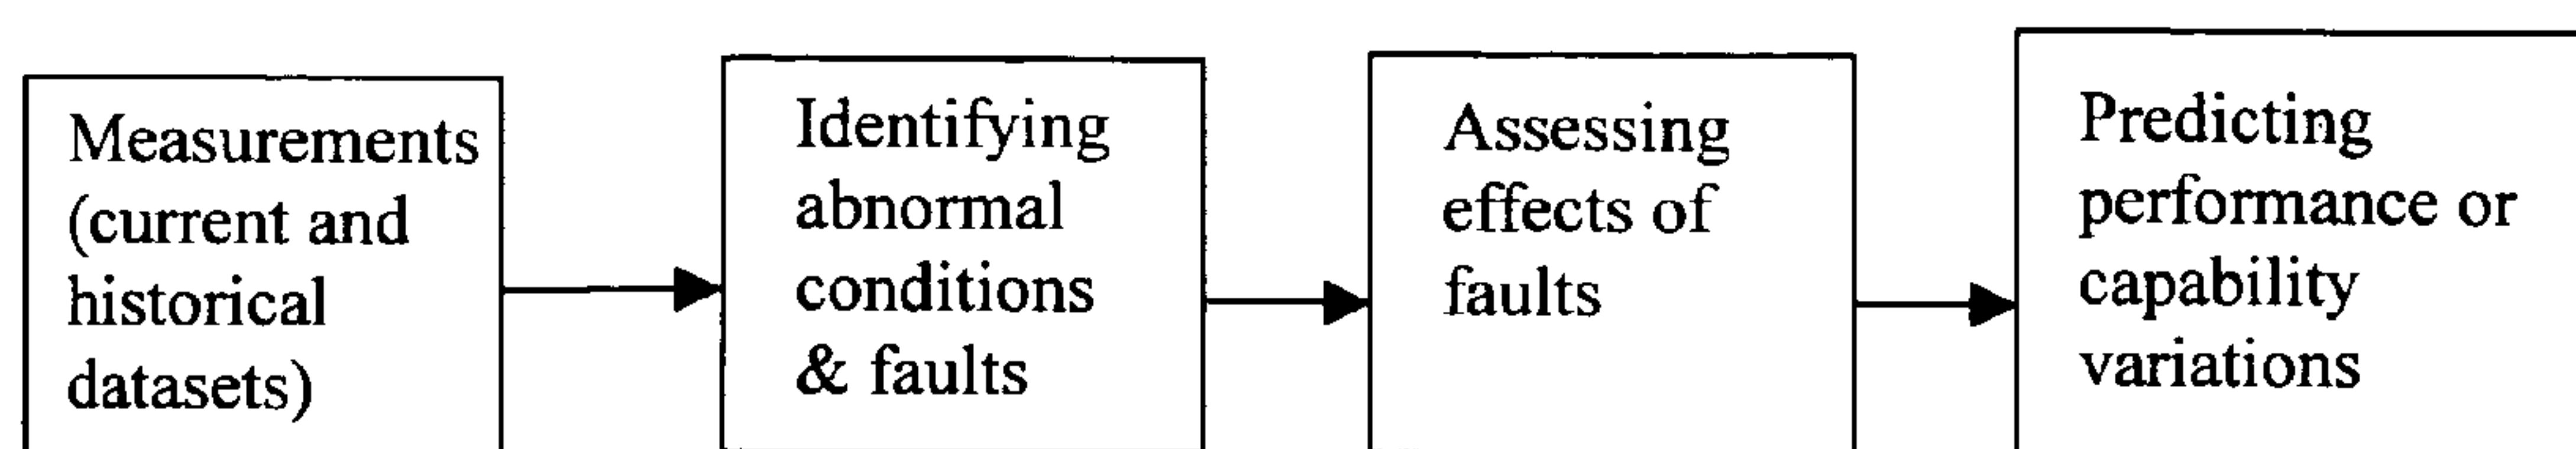 Measurements
(current and
historical
datasets)
Identifying
abnormal
conditions
& faults
Assessing
effects of
faults
Predicting
performance or
capability
variations